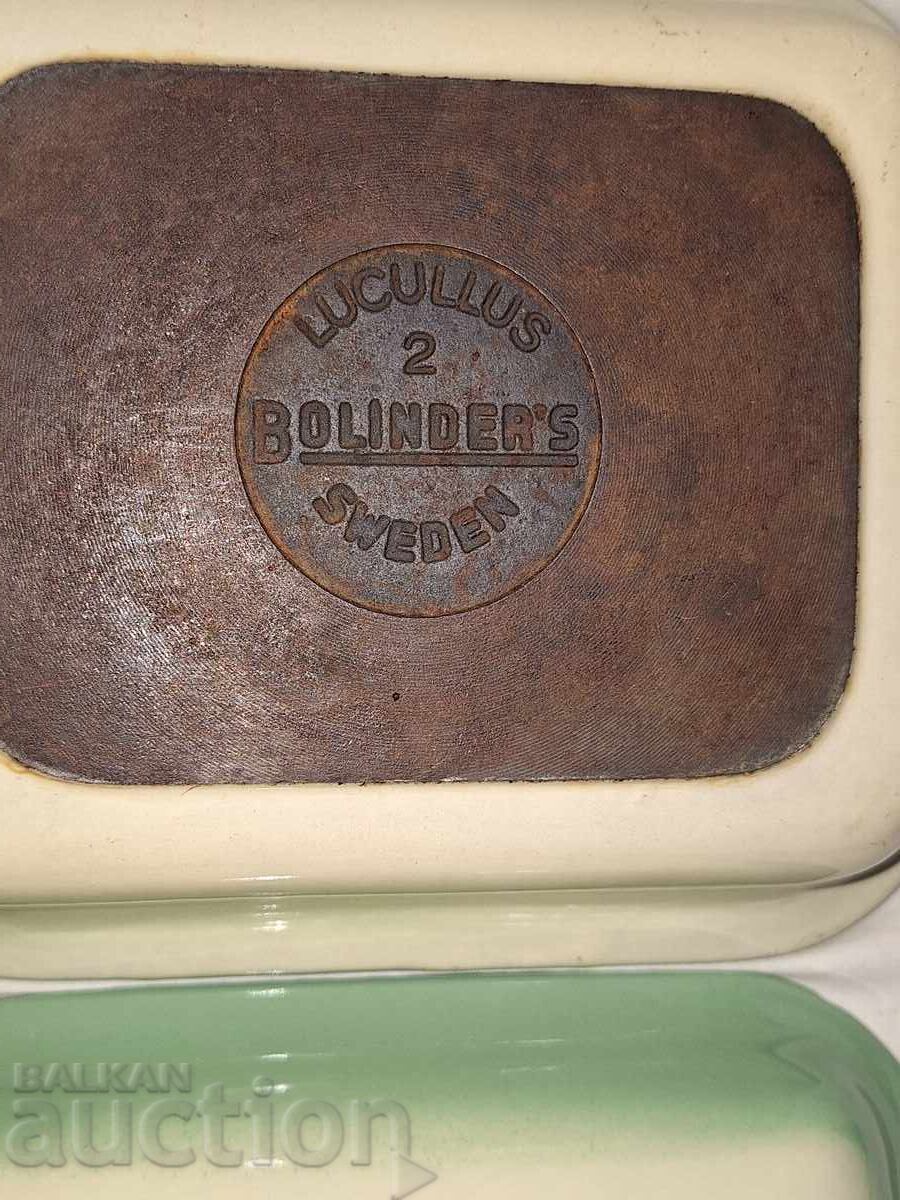 LUCULLUS
2
BOLINDER'S
SWEDEN
BALKAN
auction